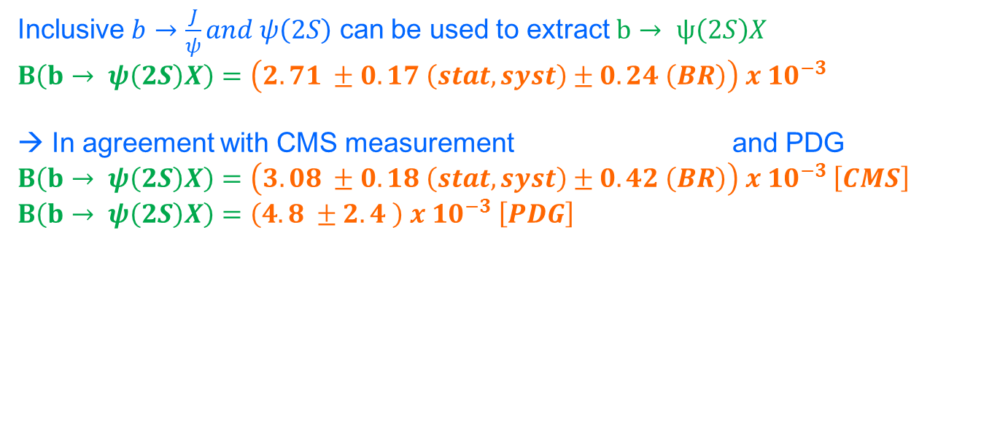 Inclusive b → J/ψ and ψ(2S) can be used to extract b → ψ(2S)X
B(b → ψ(2S)X) = (2.71 ± 0.17 (stat, syst) ± 0.24 (BR)) x 10⁻³
→ In agreement with CMS measurement and PDG
B(b → ψ(2S)X) = (3.08 ± 0.18 (stat, syst) ± 0.42 (BR)) x 10⁻³ [CMS]
B(b → ψ(2S)X) = (4.8 ± 2.4 ) x 10⁻³ [PDG]